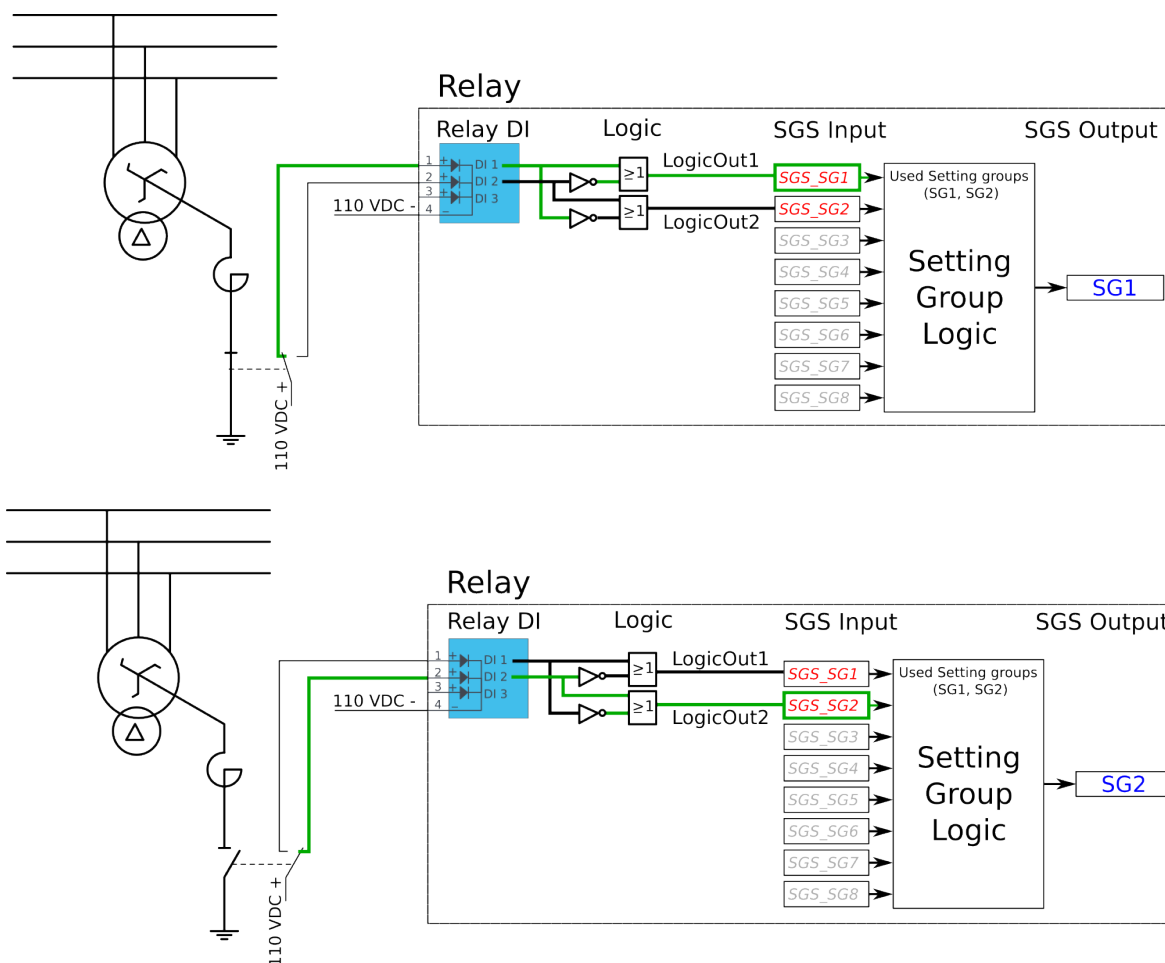 Relay
Relay DI
Logic
SGS Input
SGS Output
1 +
2 +
3 +
4 −
DI 1
DI 2
DI 3
110 VDC -
110 VDC +
≥1
≥1
LogicOut1
LogicOut2
SGS_SG1
SGS_SG2
SGS_SG3
SGS_SG4
SGS_SG5
SGS_SG6
SGS_SG7
SGS_SG8
Used Setting groups
(SG1, SG2)
Setting
Group
Logic
SG1
Δ
Relay
Relay DI
Logic
SGS Input
SGS Output
1 +
2 +
3 +
4 −
DI 1
DI 2
DI 3
110 VDC -
110 VDC +
≥1
≥1
LogicOut1
LogicOut2
SGS_SG1
SGS_SG2
SGS_SG3
SGS_SG4
SGS_SG5
SGS_SG6
SGS_SG7
SGS_SG8
Used Setting groups
(SG1, SG2)
Setting
Group
Logic
SG2
Δ